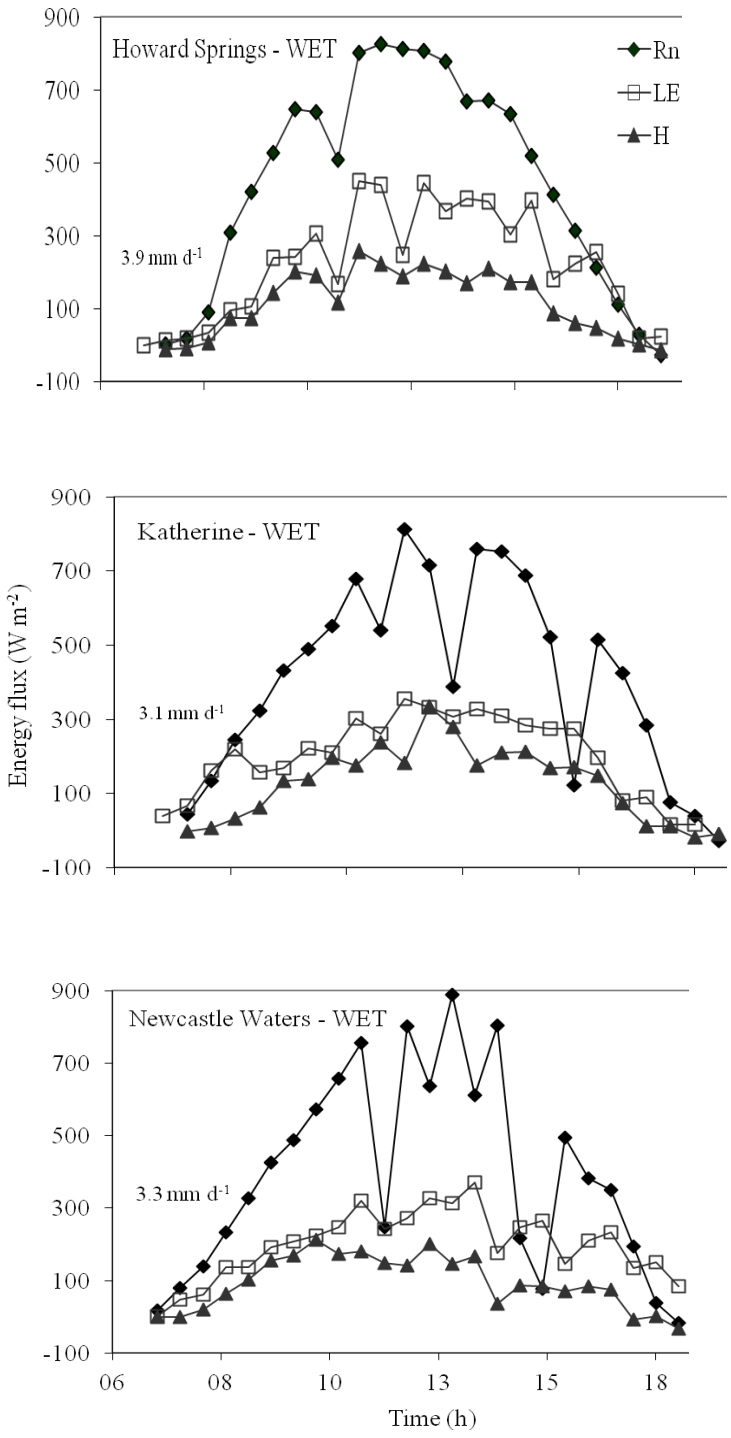 900
Howard Springs - WET
Rn
700
LE
H
500
300
3.9 mm d-1
100
-100
900
Katherine - WET
700
500
Energy flux (W m-2)
300
3.1 mm d-1
100
-100
900
Newcastle Waters - WET
700
500
300
3.3 mm d-1
100
-100
06 08 10 13 15 18
Time (h)